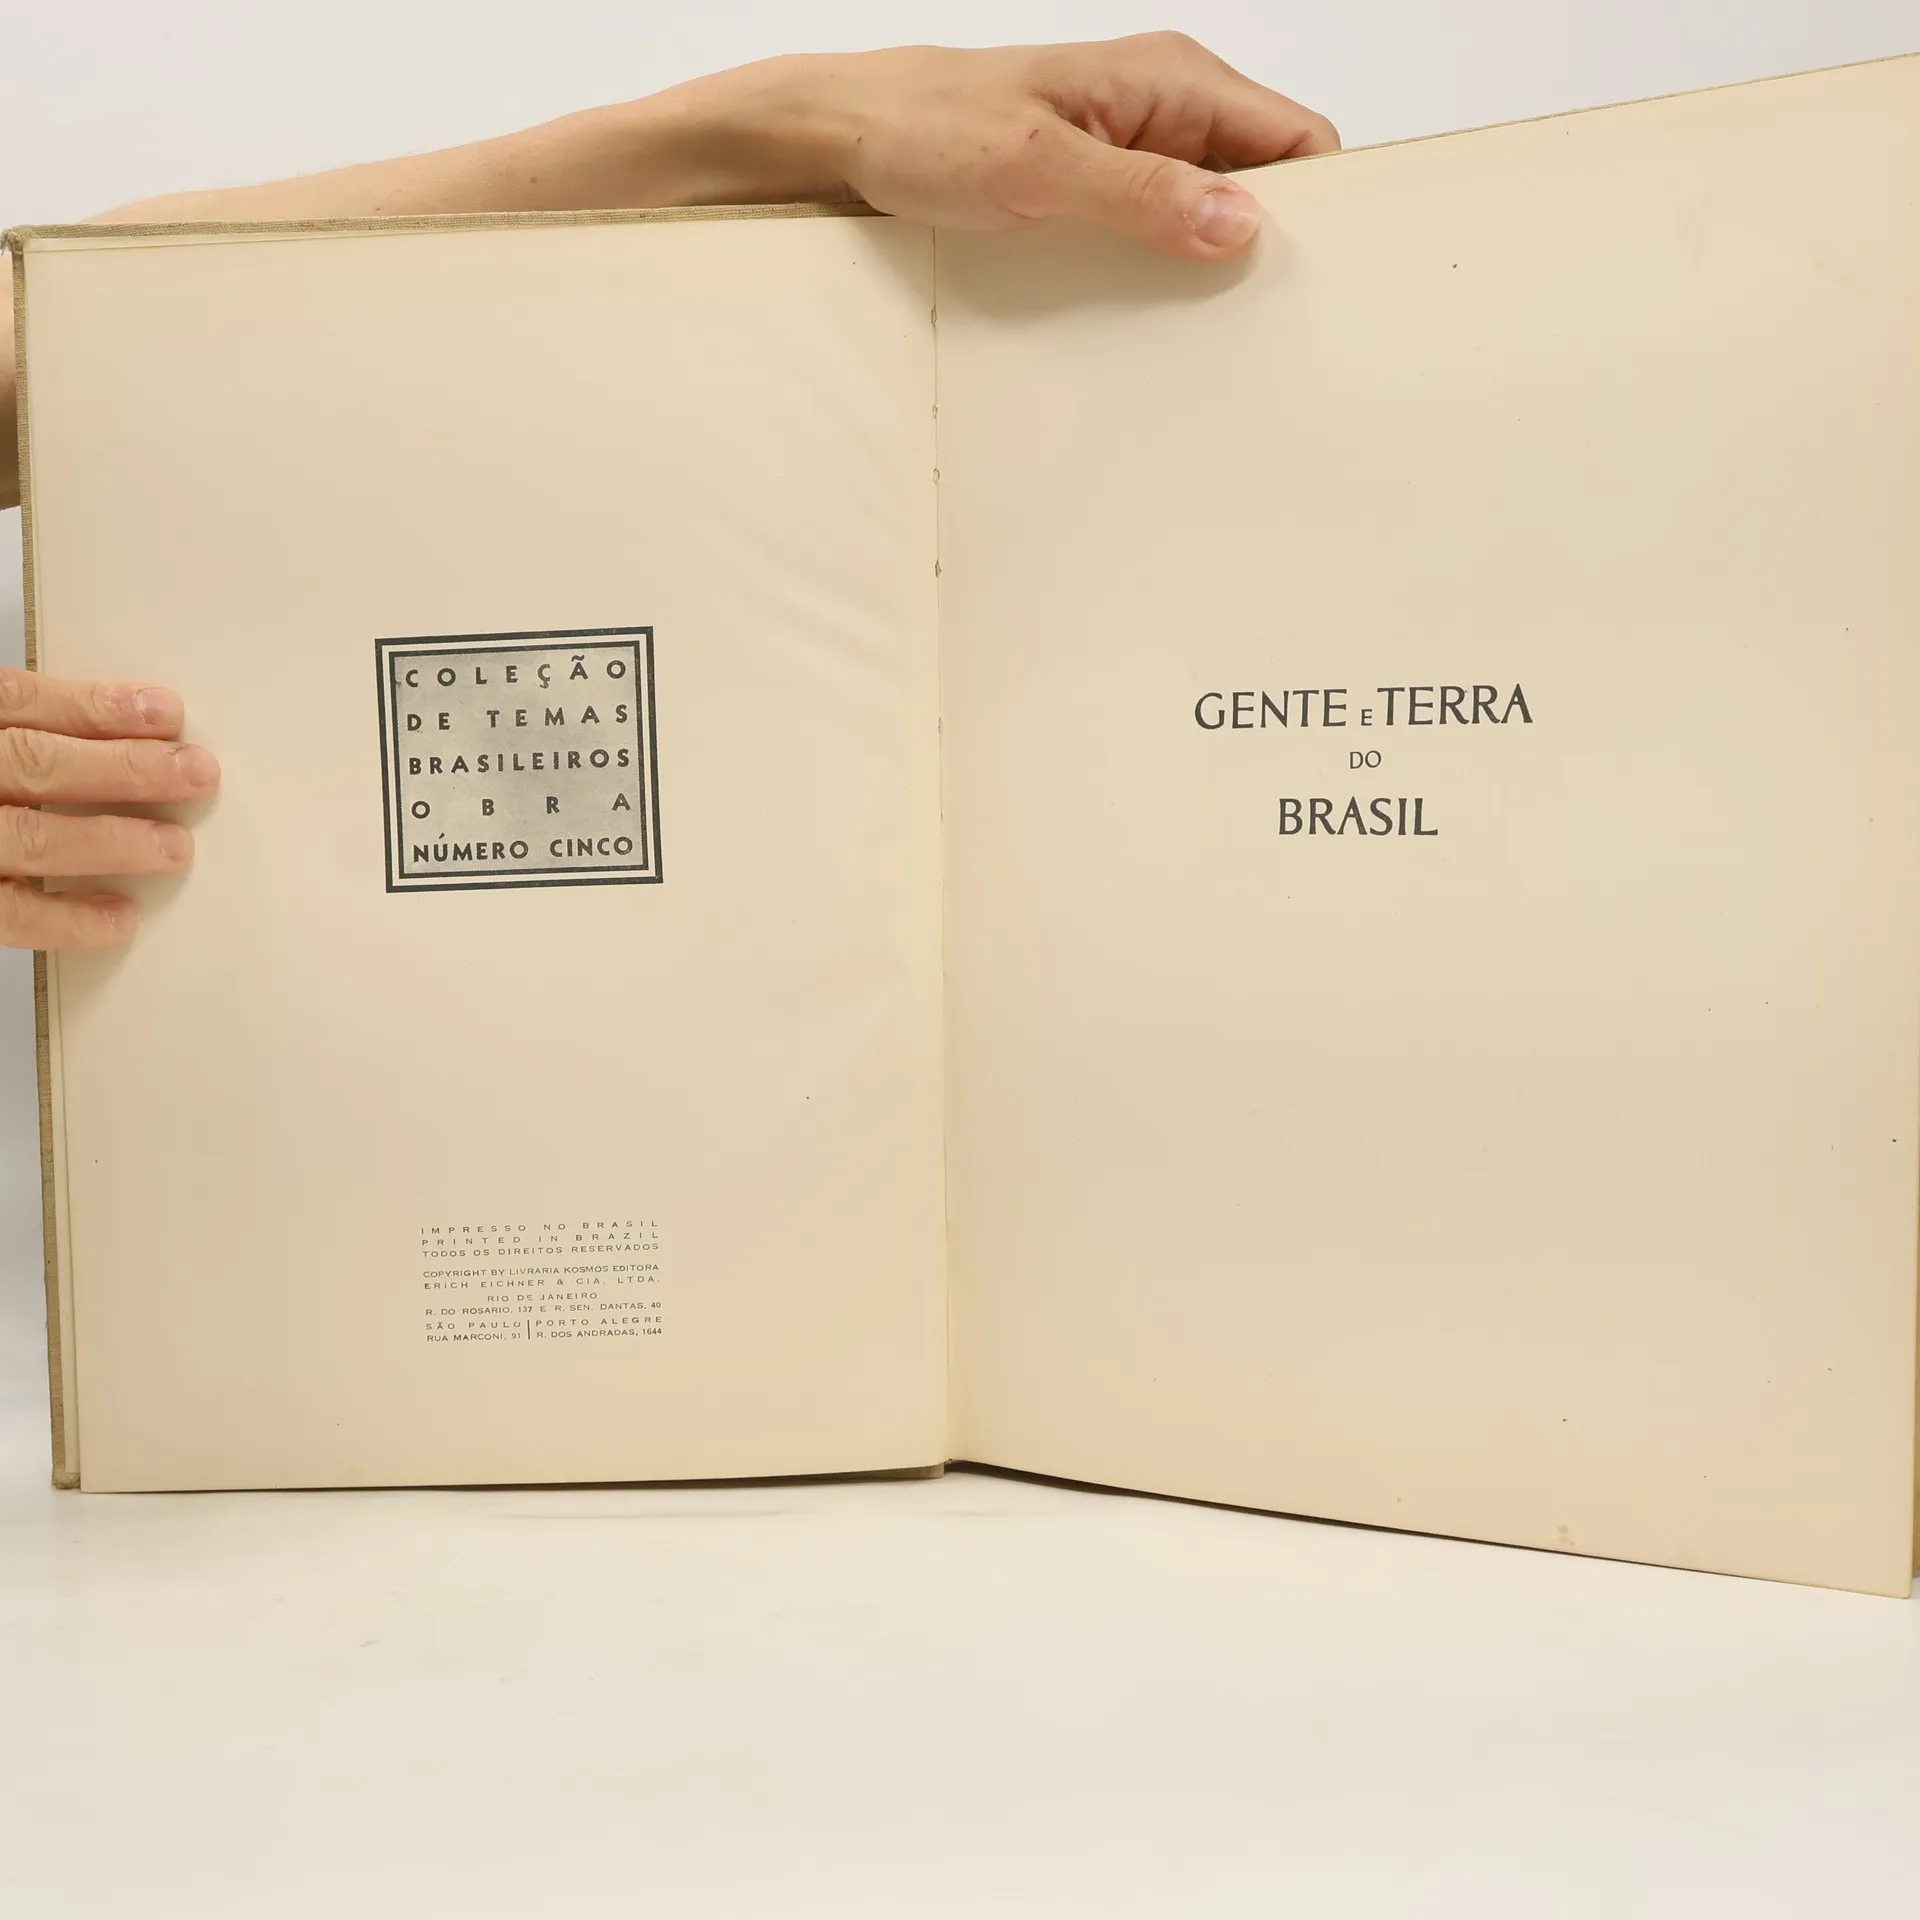 COLEÇÃO
DE TEMAS
BRASILEIROS
OBRA
NÚMERO CINCO
IMPRESSO NO BRASIL
PRINTED IN BRAZIL
TODOS OS DIREITOS RESERVADOS
COPYRIGHT BY LIVRARIA KOSMOS EDITORA
ERICH EICHNER & CIA. LTDA.
RIO DE JANEIRO
R. DO ROSARIO, 137 E R. SEN. DANTAS, 40
SÃO PAULO | PORTO ALEGRE
RUA MARCONI, 91 | R. DOS ANDRADAS, 1644
GENTE E TERRA
DO
BRASIL